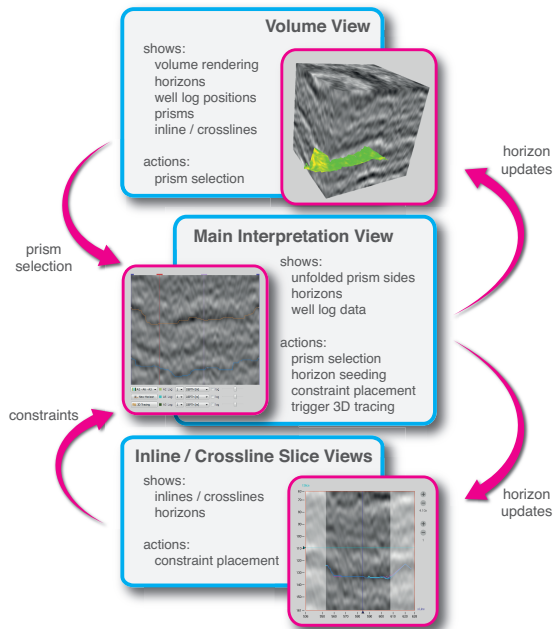 Volume View
shows:
volume rendering
horizons
well log positions
prisms
inline / crosslines
actions:
prism selection
horizon
updates
prism
selection
Main Interpretation View
shows:
unfolded prism sides
horizons
well log data
actions:
prism selection
horizon seeding
constraint placement
trigger 3D tracing
constraints
Inline / Crossline Slice Views
shows:
inlines / crosslines
horizons
actions:
constraint placement
horizon
updates